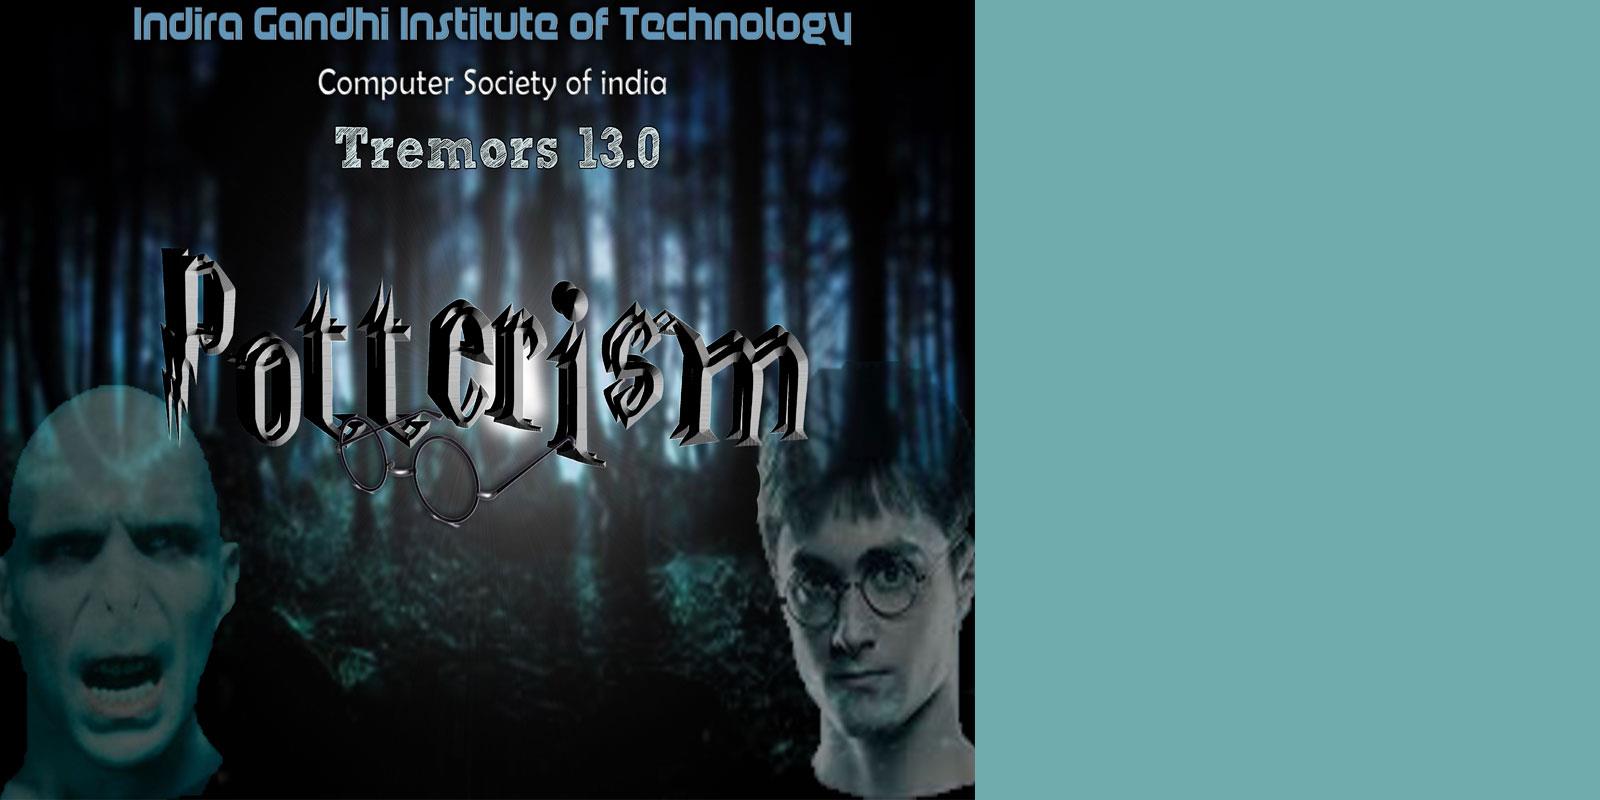 Indira Gandhi Institute of Technology
Computer Society of india
Tremors 13.0
Potterism